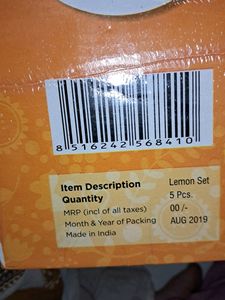 8 516242 568410
Item Description Lemon Set
Quantity 5 Pcs.
MRP (incl of all taxes) 00 /-
Month & Year of Packing AUG 2019
Made in India